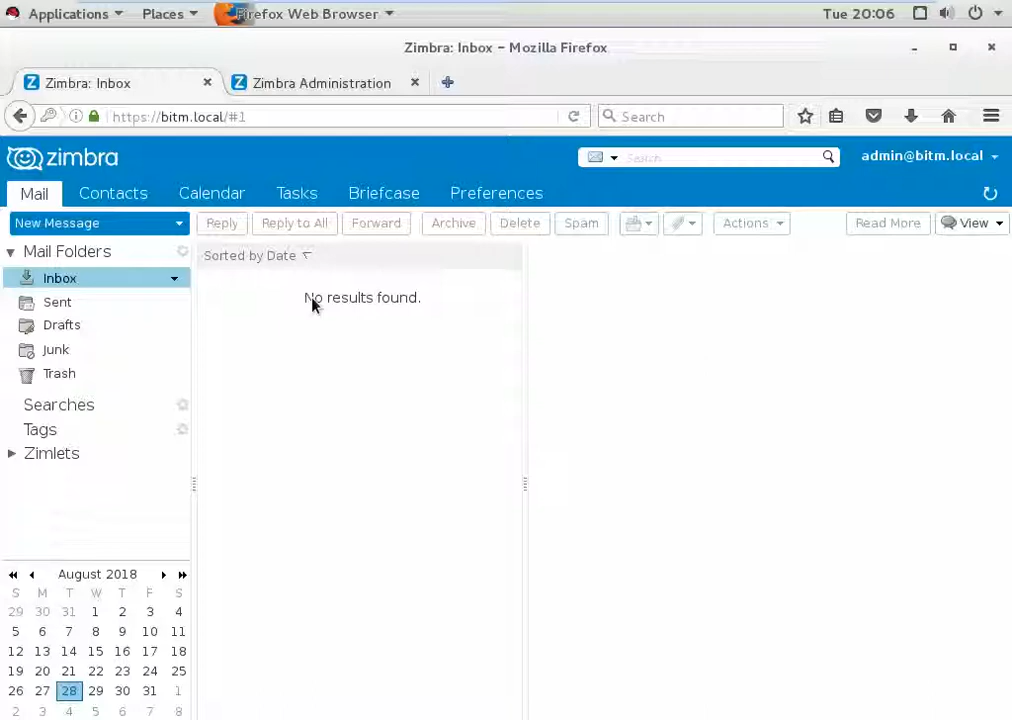 Applications Places Firefox Web Browser Tue 20:06
Zimbra: Inbox – Mozilla Firefox
Zimbra: Inbox Zimbra Administration
https://bitm.local/#1 Search
zimbra Search admin@bitm.local
Mail Contacts Calendar Tasks Briefcase Preferences
New Message Reply Reply to All Forward Archive Delete Spam Actions Read More View
Mail Folders Sorted by Date
Inbox No results found.
Sent
Drafts
Junk
Trash
Searches
Tags
Zimlets
August 2018
S M T W T F S
29 30 31 1 2 3 4
5 6 7 8 9 10 11
12 13 14 15 16 17 18
19 20 21 22 23 24 25
26 27 28 29 30 31 1
2 3 4 5 6 7 8